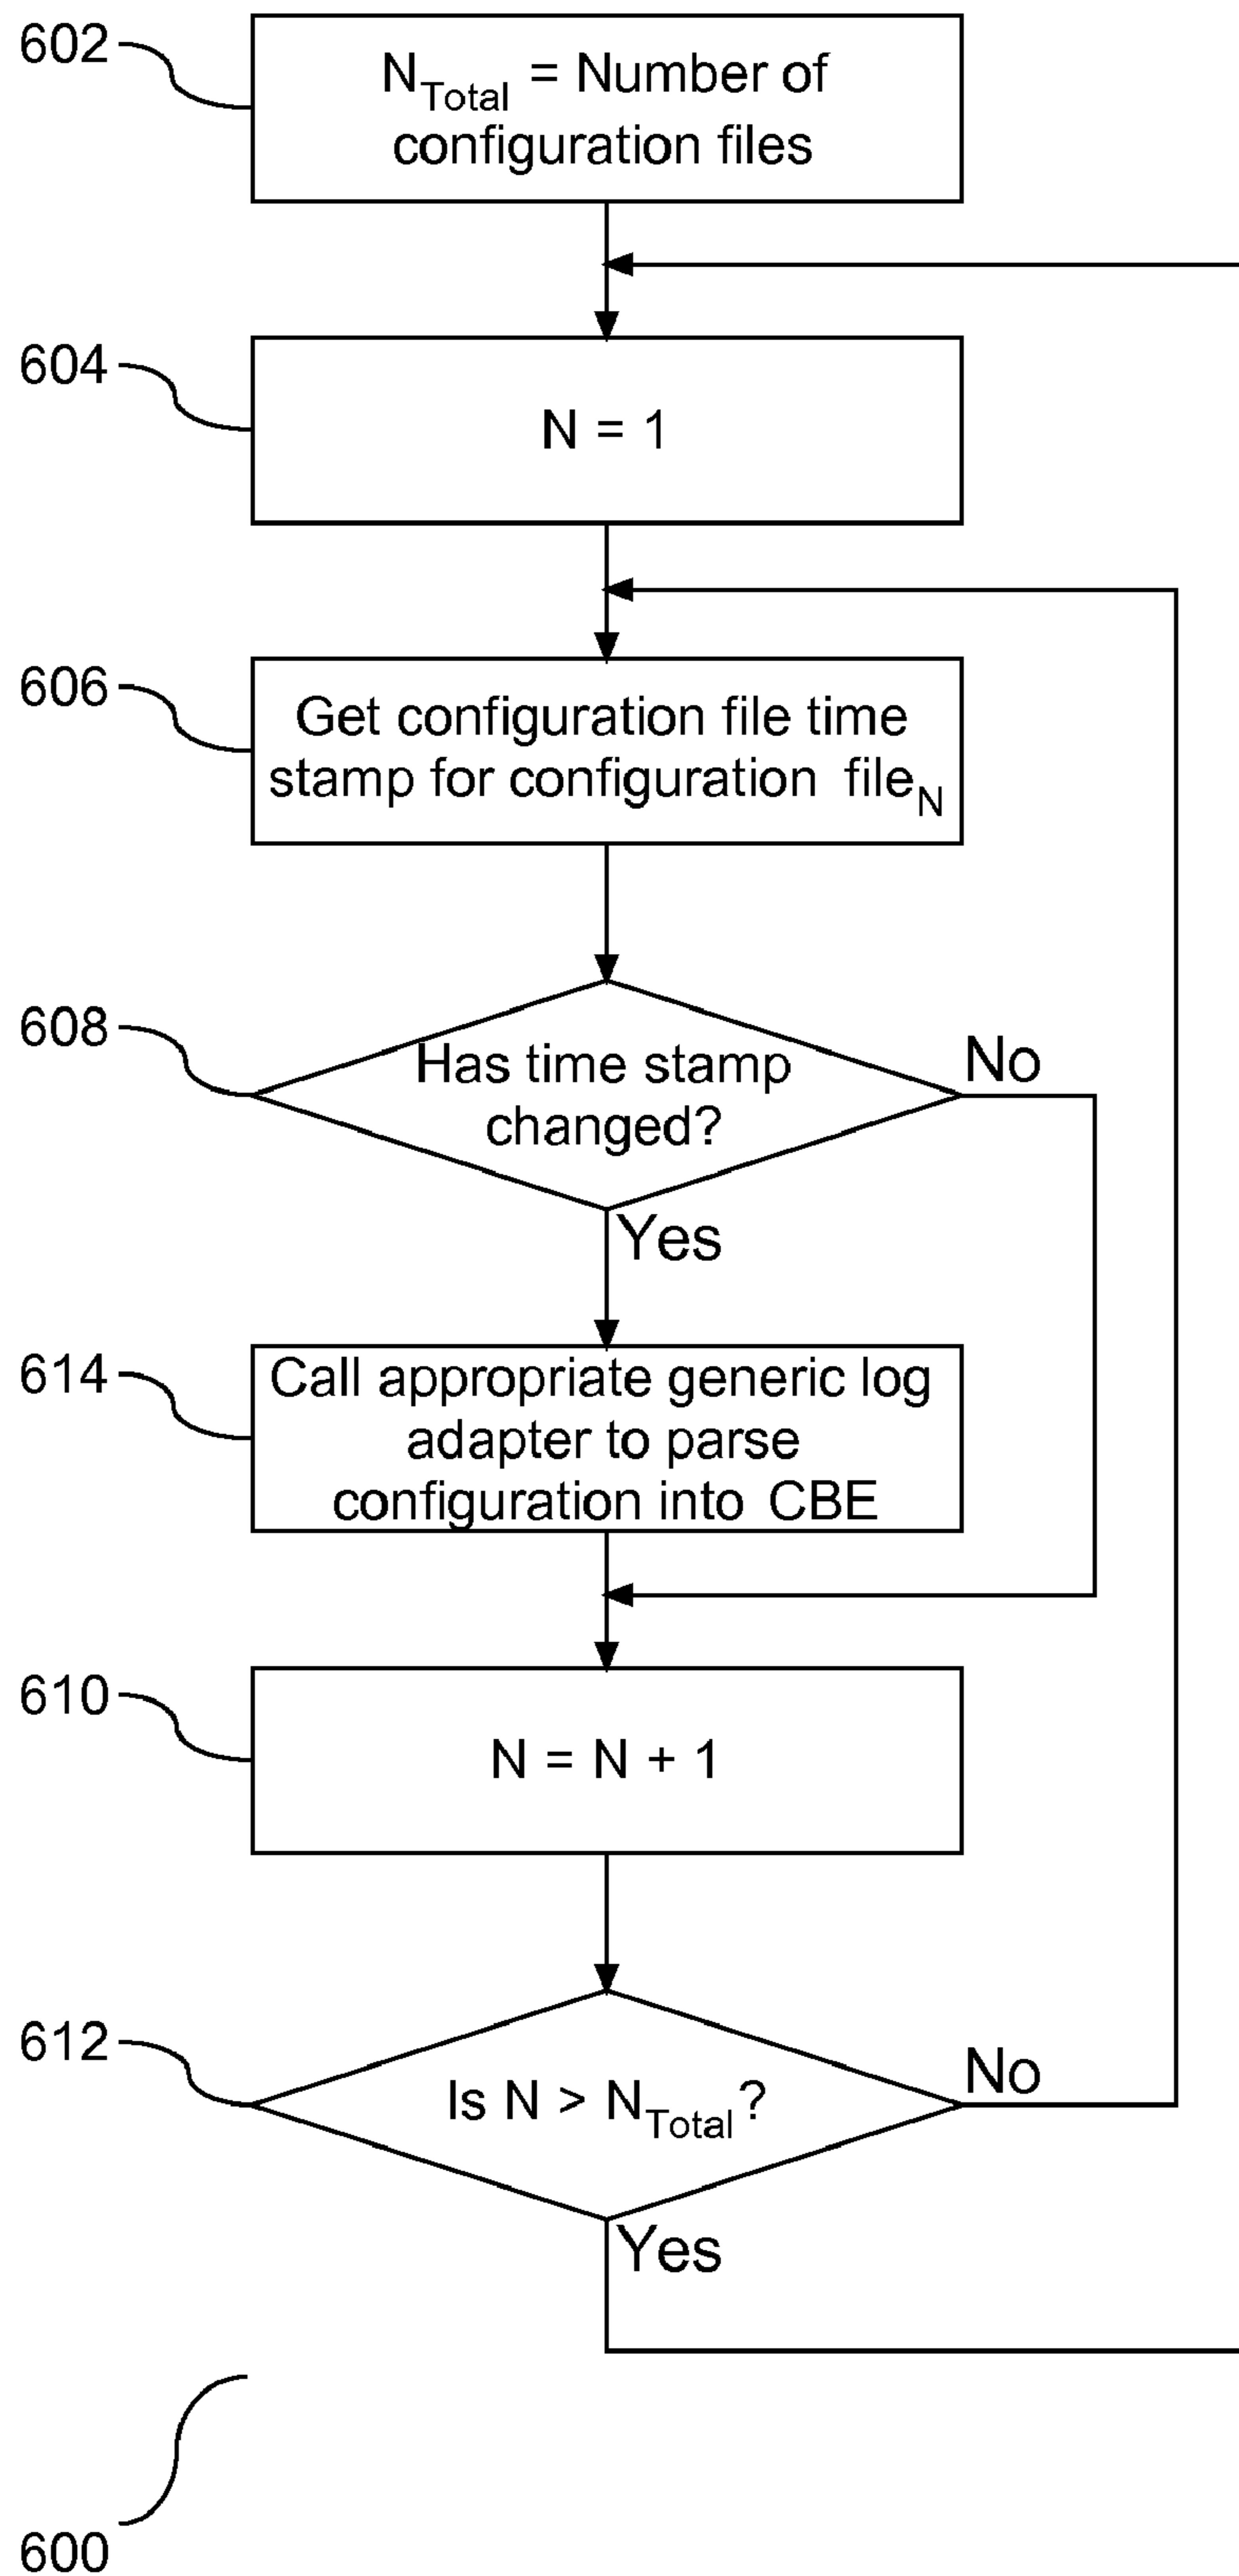 602
N_Total = Number of
configuration files
604
N = 1
606
Get configuration file time
stamp for configuration file_N
608
Has time stamp
changed?
No
Yes
614
Call appropriate generic log
adapter to parse
configuration into CBE
610
N = N + 1
612
Is N > N_Total?
No
Yes
600